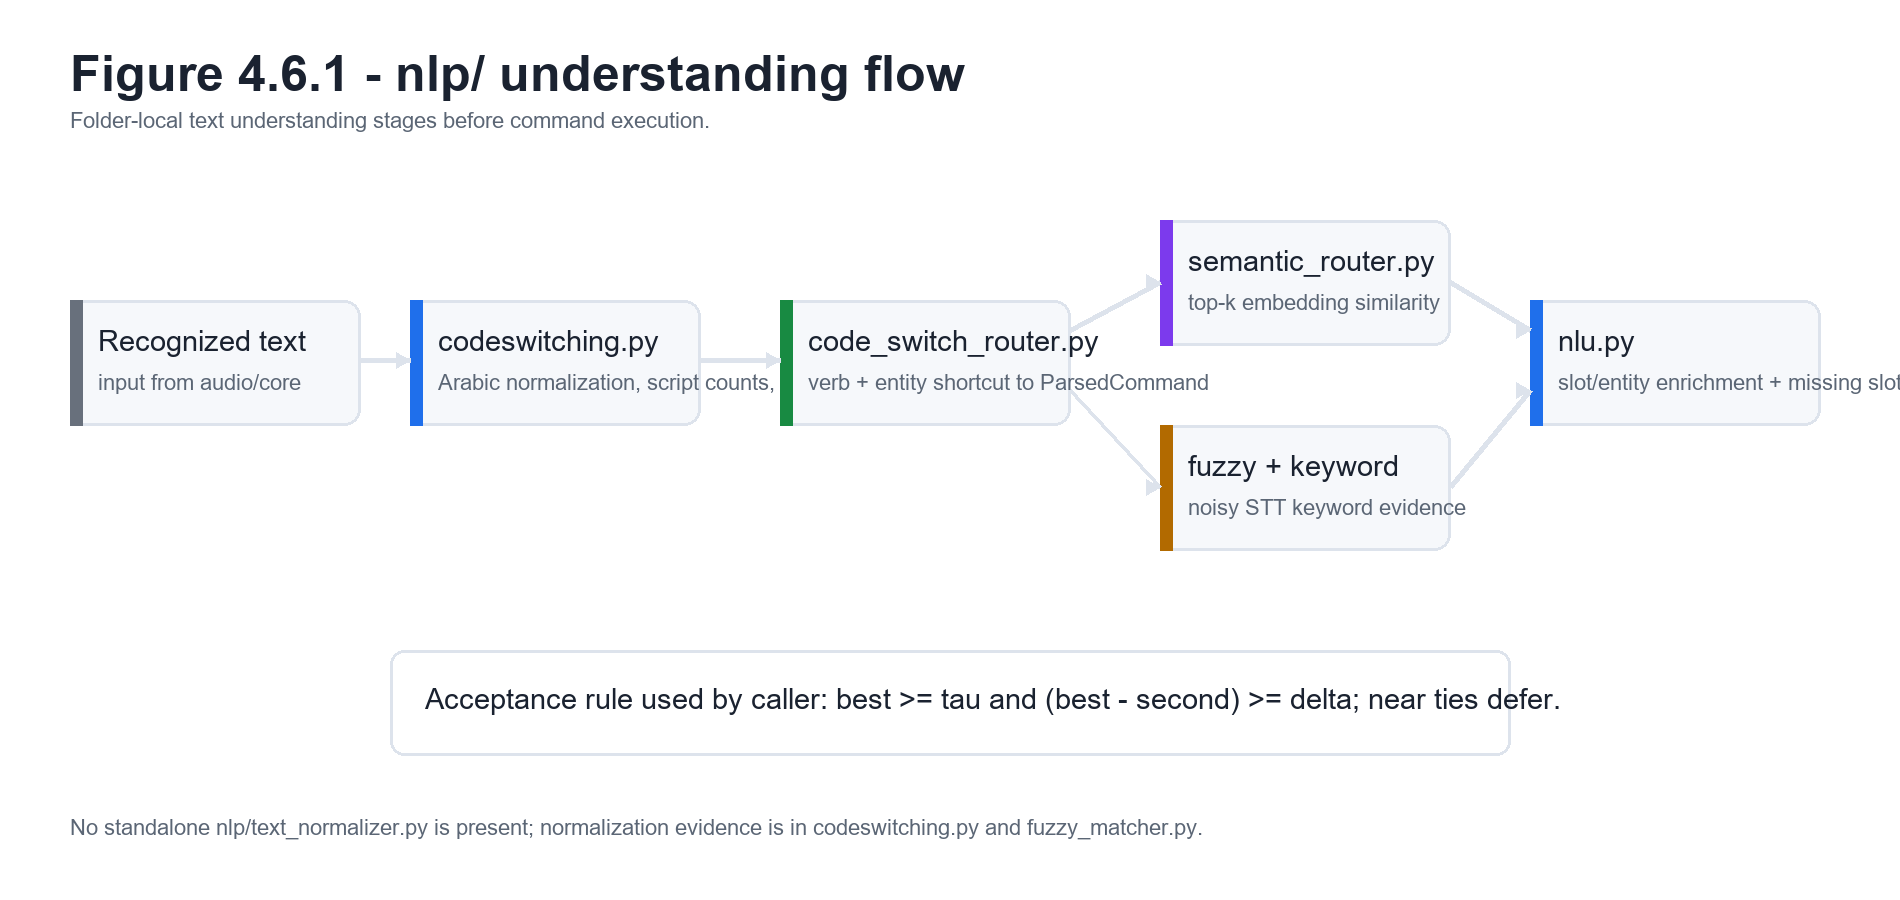 Figure 4.6.1 - nlp/ understanding flow
Folder-local text understanding stages before command execution.
Recognized text
input from audio/core
codeswitching.py
Arabic normalization, script counts,
code_switch_router.py
verb + entity shortcut to ParsedCommand
semantic_router.py
top-k embedding similarity
fuzzy + keyword
noisy STT keyword evidence
nlu.py
slot/entity enrichment + missing slot
Acceptance rule used by caller: best >= tau and (best - second) >= delta; near ties defer.
No standalone nlp/text_normalizer.py is present; normalization evidence is in codeswitching.py and fuzzy_matcher.py.